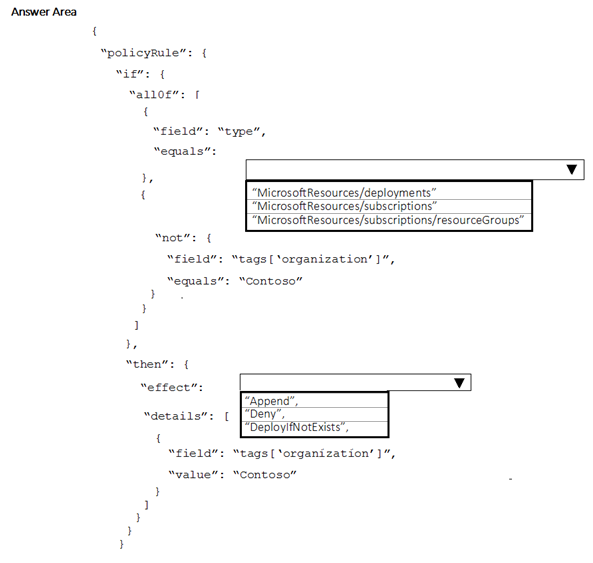 Answer Area
{
“policyRule”: {
“if”: {
“allOf”: [
{
“field”: “type”,
“equals”:
},
{
“MicrosoftResources/deployments”
“MicrosoftResources/subscriptions”
“MicrosoftResources/subscriptions/resourceGroups”
“not”: {
“field”: “tags[‘organization’]”,
“equals”: “Contoso”
}
}
]
},
“then”: {
“effect”:
“Append”,
“Deny”,
“DeployIfNotExists”,
“details”: [
{
“field”: “tags[‘organization’]”,
“value”: “Contoso”
}
]
}
}
}